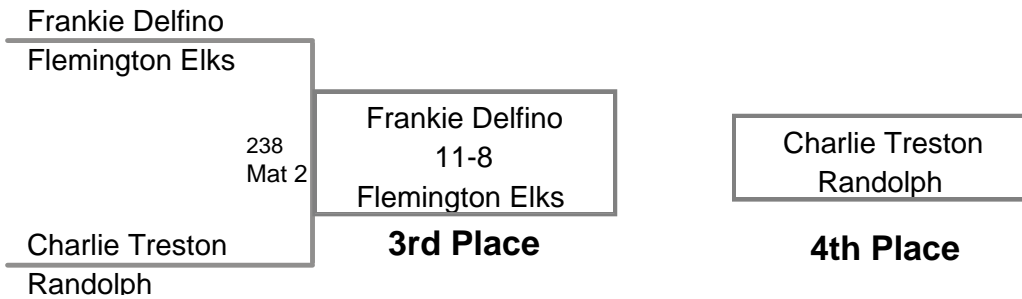 Frankie Delfino
Flemington Elks
238
Mat 2
Charlie Treston
Randolph
Frankie Delfino
11-8
Flemington Elks
3rd Place
Charlie Treston
Randolph
4th Place